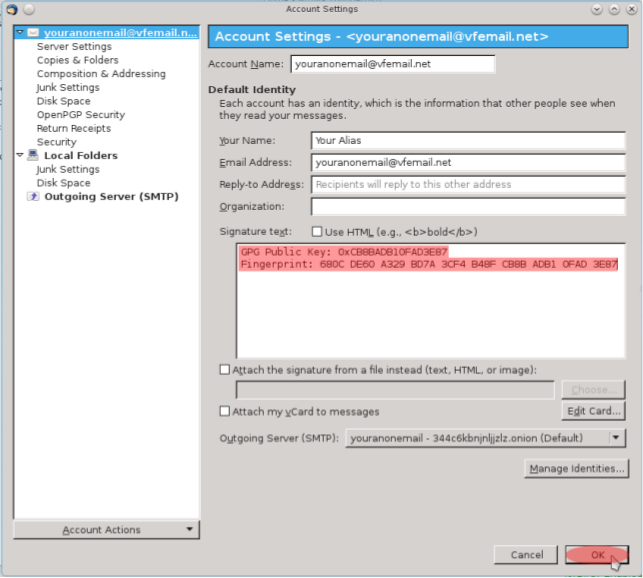 Account Settings
youranonemail@vfemail.n...
Server Settings
Copies & Folders
Composition & Addressing
Junk Settings
Disk Space
OpenPGP Security
Return Receipts
Security
Local Folders
Junk Settings
Disk Space
Outgoing Server (SMTP)
Account Actions
Account Settings - <youranonemail@vfemail.net>
Account Name: youranonemail@vfemail.net
Default Identity
Each account has an identity, which is the information that other people see when
they read your messages.
Your Name: Your Alias
Email Address: youranonemail@vfemail.net
Reply-to Address: Recipients will reply to this other address
Organization:
Signature text: Use HTML (e.g., <b>bold</b>)
GPG Public Key: 0xCB8BADB10FAD3E87
Fingerprint: 680C DE60 A329 BD7A 3CF4 B48F CB8B ADB1 0FAD 3E87
Attach the signature from a file instead (text, HTML, or image):
Choose...
Attach my vCard to messages
Edit Card...
Outgoing Server (SMTP): youranonemail - 344c6kbnjnljjzlz.onion (Default)
Manage Identities...
Cancel
OK